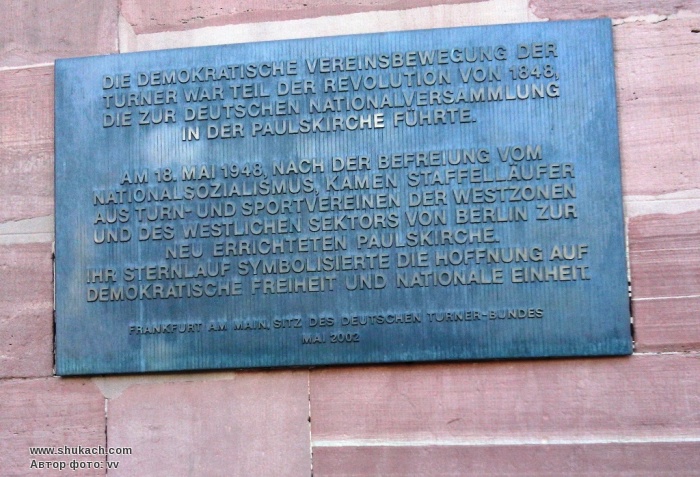 DIE DEMOKRATISCHE VEREINSBEWEGUNG DER
TURNER WAR TEIL DER REVOLUTION VON 1848,
DIE ZUR DEUTSCHEN NATIONALVERSAMMLUNG
IN DER PAULSKIRCHE FÜHRTE.
AM 18. MAI 1948, NACH DER BEFREIUNG VOM
NATIONALSOZIALISMUS, KAMEN STAFFELLÄUFER
AUS TURN- UND SPORTVEREINEN DER WESTZONEN
UND DES WESTLICHEN SEKTORS VON BERLIN ZUR
NEU ERRICHTETEN PAULSKIRCHE.
IHR STERNLAUF SYMBOLISIERTE DIE HOFFNUNG AUF
DEMOKRATISCHE FREIHEIT UND NATIONALE EINHEIT.
FRANKFURT AM MAIN, SITZ DES DEUTSCHEN TURNER-BUNDES
MAI 2002
www.shukach.com
Автор фото: vv